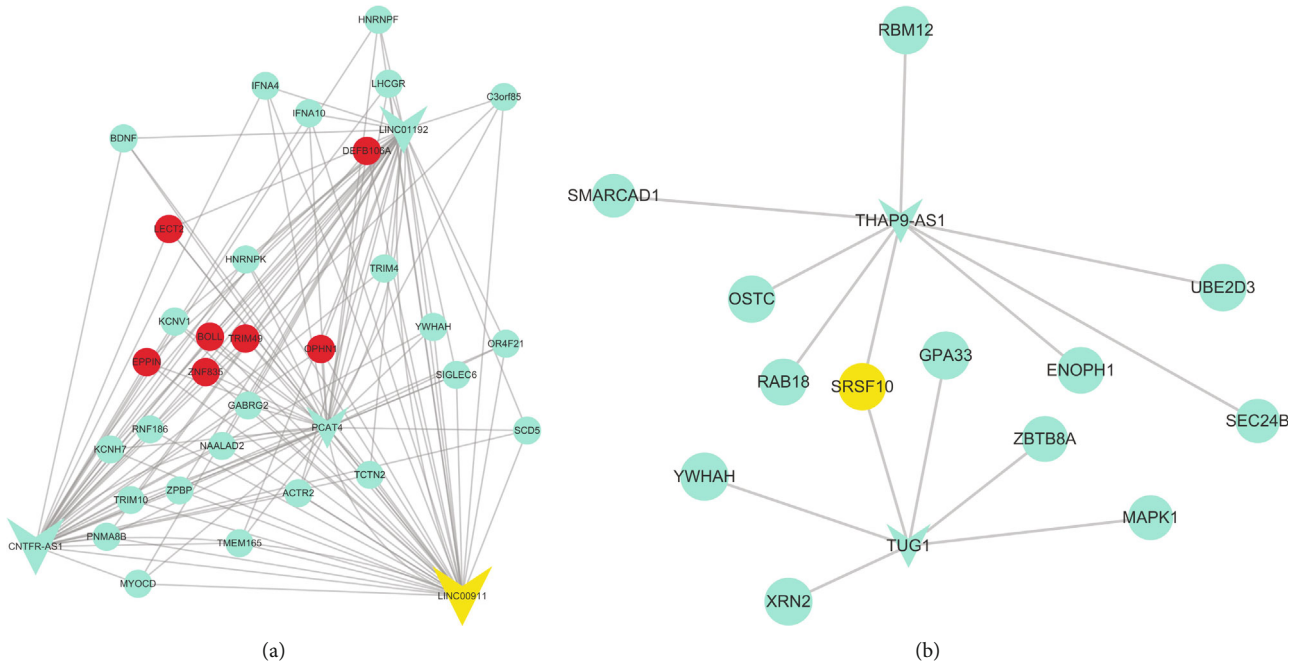 HNRNPF
IFNA4
LHCGR
C3orf85
IFNA10
LINC01192
BDNF
DEFB106A
LECT2
HNRNPK
TRIM4
KCNV1
BOLL
TRIM49
YWHAH
OPHN1
OR4F21
EPPIN
ZNF835
SIGLEC6
GABRG2
RNF186
PCAT4
SCD5
KCNH7
NAALAD2
TCTN2
TRIM10
ZPBP
ACTR2
CNTFR-AS1
PNMA8B
TMEM165
MYOCD
LINC00911
(a)
RBM12
SMARCAD1
THAP9-AS1
OSTC
UBE2D3
GPA33
RAB18
SRSF10
ENOPH1
SEC24B
ZBTB8A
YWHAH
MAPK1
TUG1
XRN2
(b)